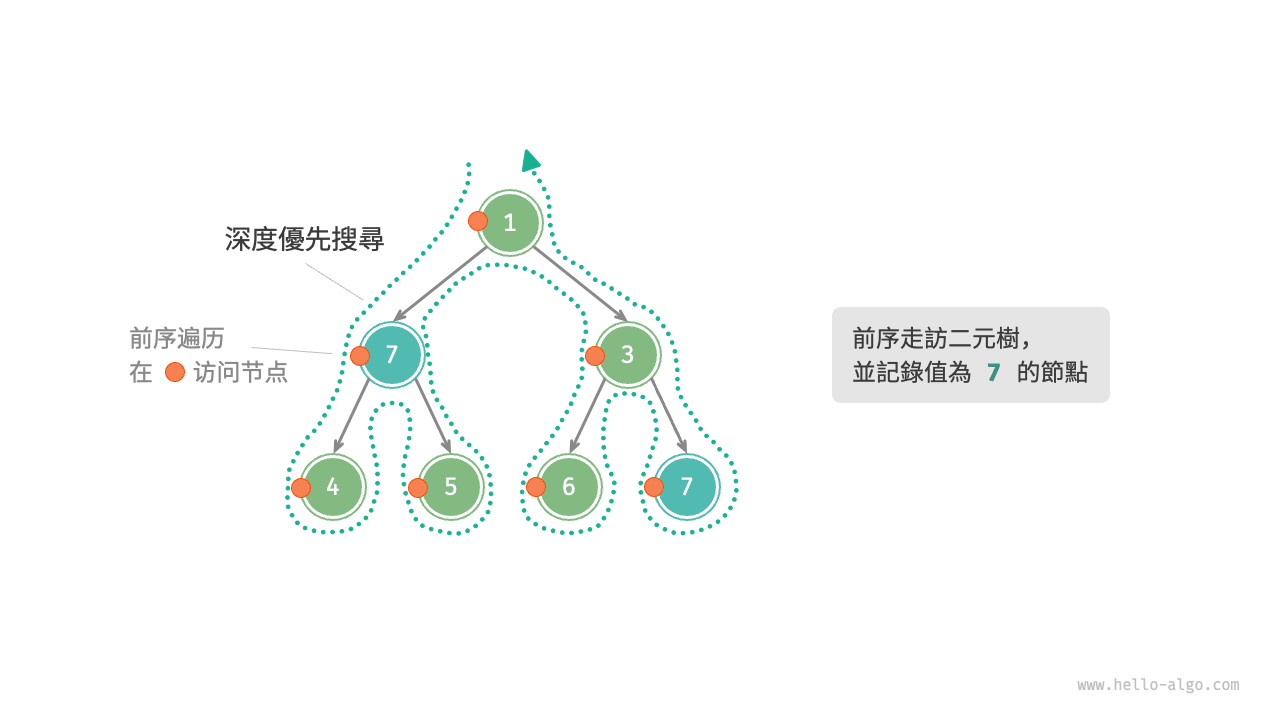 1
深度優先搜尋
前序遍历
在 访问节点
7
3
前序走訪二元樹，
並記錄值為 7 的節點
4
5
6
7
www.hello-algo.com